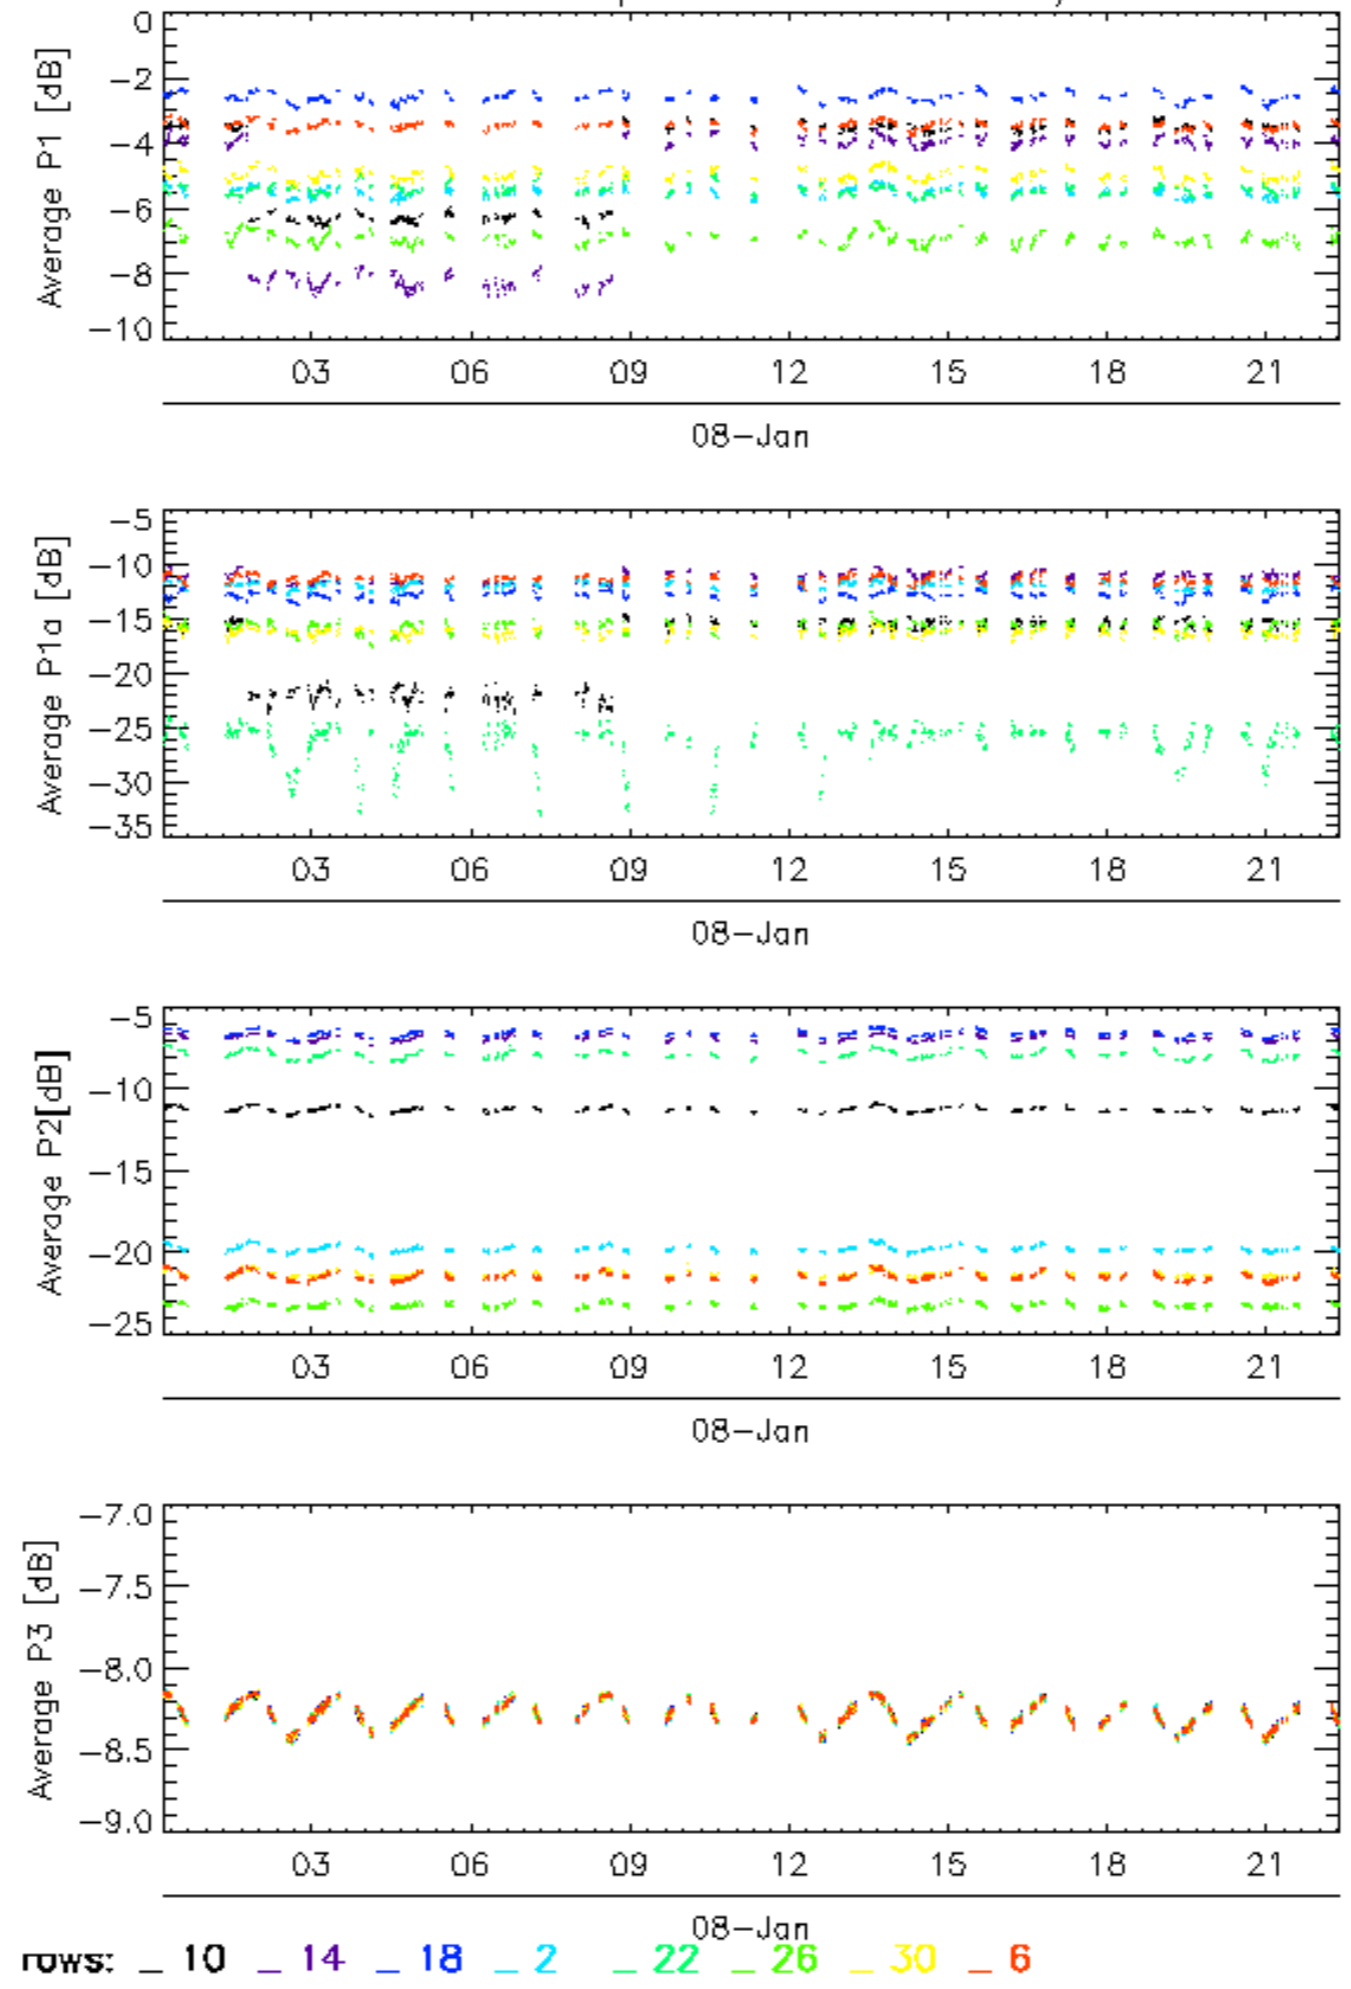 0
−2
−4
−6
−8
−10
Average P1 [dB]
03 06 09 12 15 18 21
08−Jan
−5
−10
−15
−20
−25
−30
−35
Average P1a [dB]
03 06 09 12 15 18 21
08−Jan
−5
−10
−15
−20
−25
Average P2[dB]
03 06 09 12 15 18 21
08−Jan
−7.0
−7.5
−8.0
−8.5
−9.0
Average P3 [dB]
03 06 09 12 15 18 21
08−Jan
rows: _ 10 _ 14 _ 18 _ 2 _ 22 _ 26 _ 30 _ 6